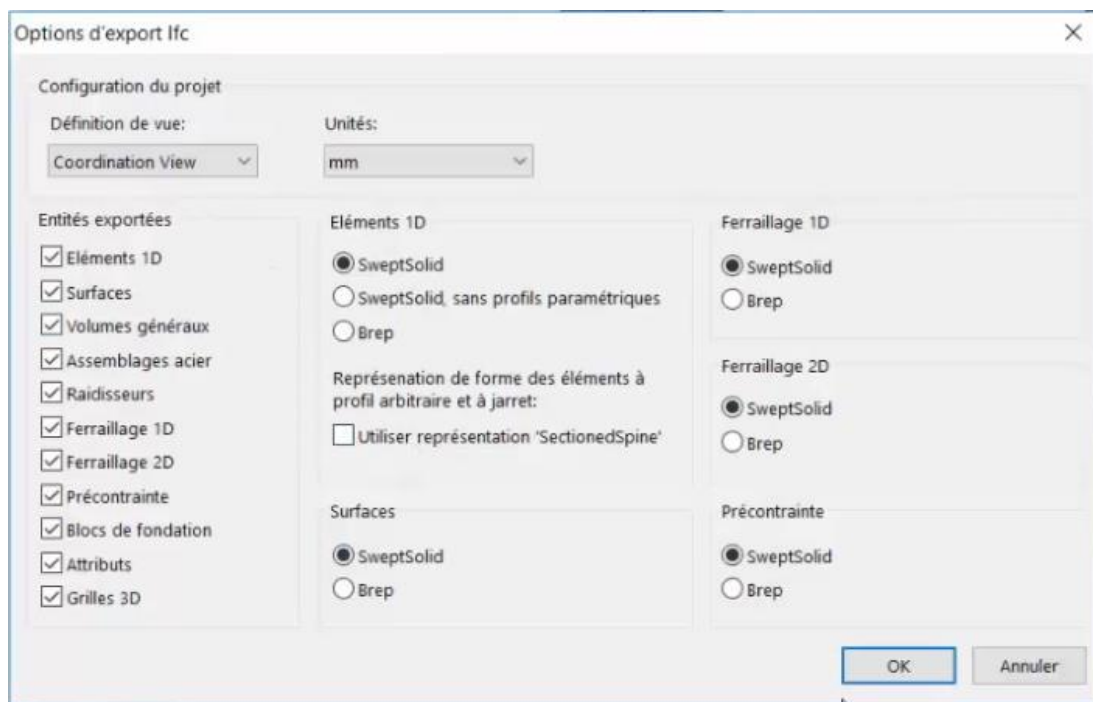 Options d'export Ifc
Configuration du projet
Définition de vue:
Unités:
Coordination View
mm
Entités exportées
Eléments 1D
Surfaces
Volumes généraux
Assemblages acier
Raidisseurs
Ferraillage 1D
Ferraillage 2D
Précontrainte
Blocs de fondation
Attributs
Grilles 3D
Eléments 1D
SweptSolid
SweptSolid, sans profils paramétriques
Brep
Représenation de forme des éléments à
profil arbitraire et à jarret:
Utiliser représentation 'SectionedSpine'
Surfaces
SweptSolid
Brep
Ferraillage 1D
SweptSolid
Brep
Ferraillage 2D
SweptSolid
Brep
Précontrainte
SweptSolid
Brep
OK
Annuler